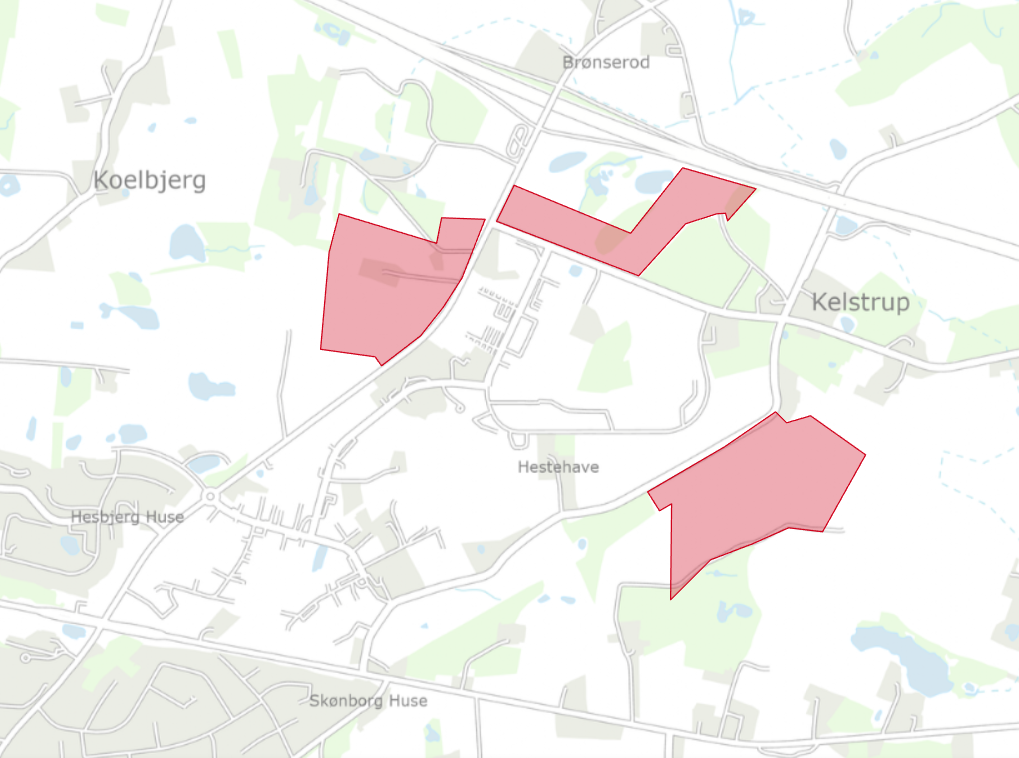 Brønserod
Koelbjerg
Kelstrup
Hestehave
Hesbjerg Huse
Skønborg Huse